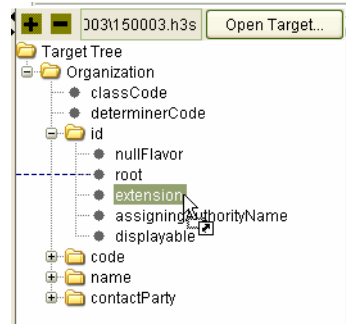 003\150003.h3s Open Target...
Target Tree
Organization
classCode
determinerCode
id
nullFlavor
root
extension
assigningAuthorityName
displayable
code
name
contactParty